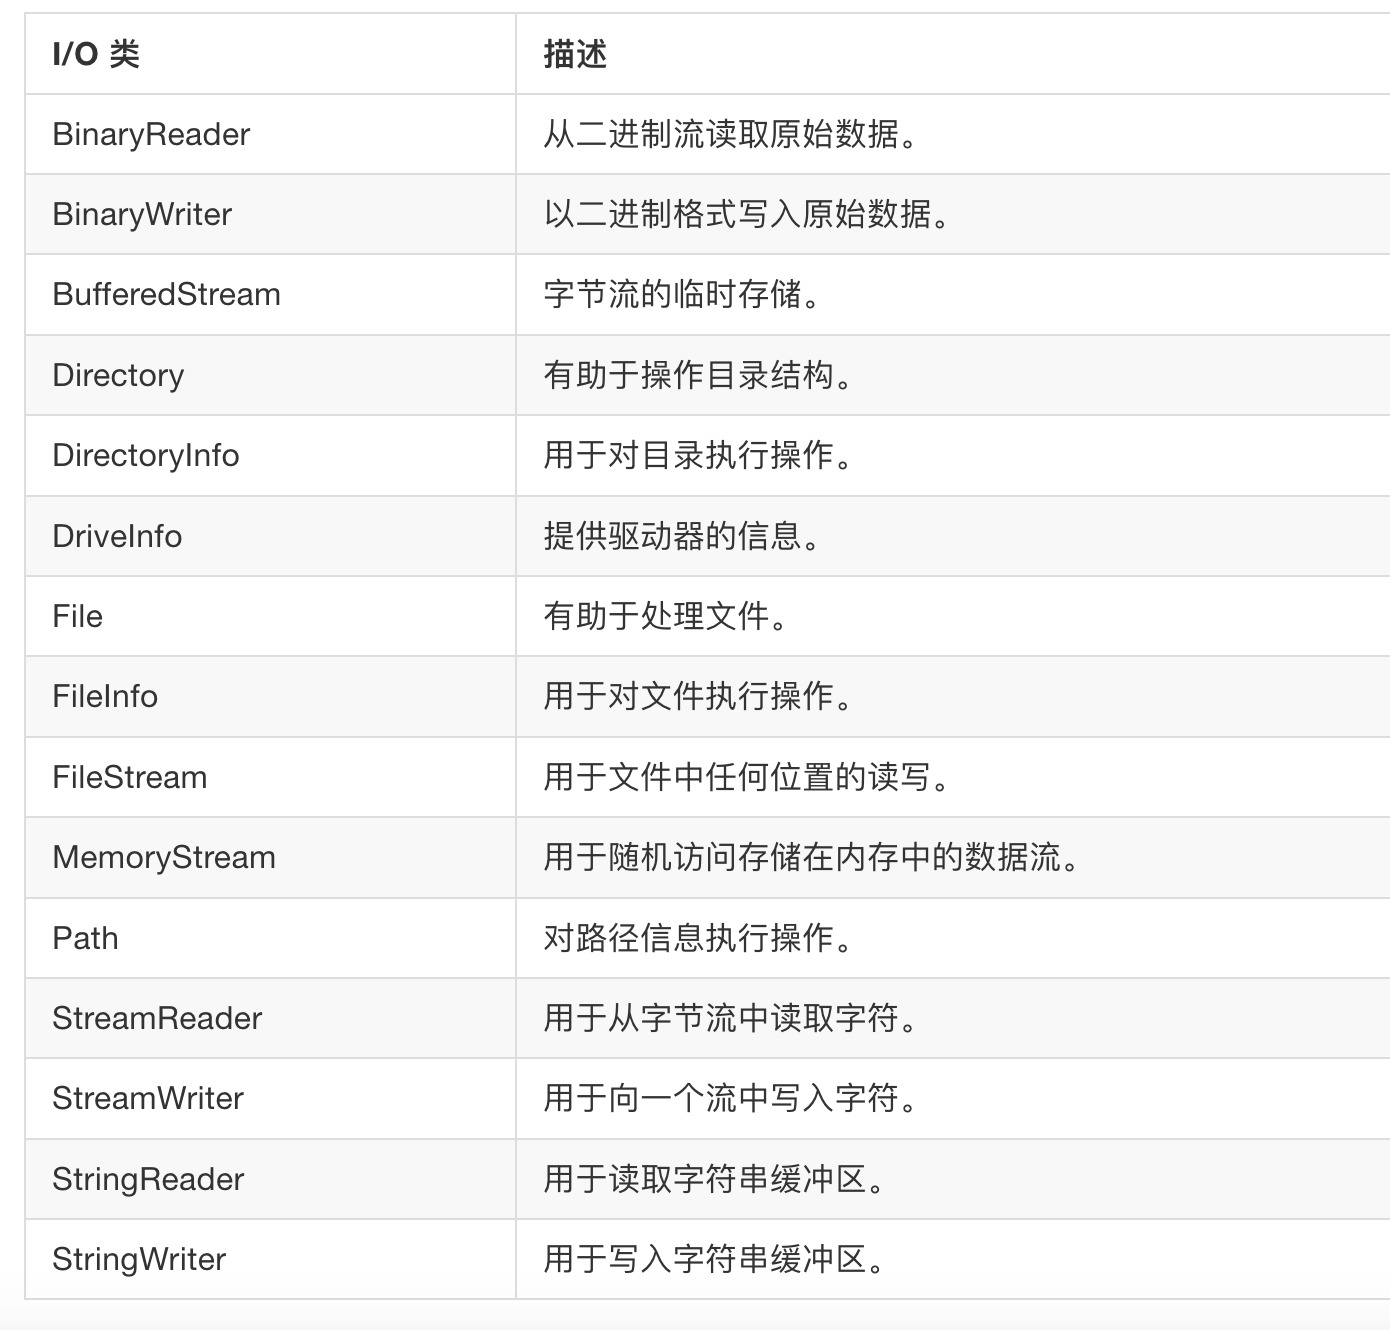 I/O 类 描述
BinaryReader 从二进制流读取原始数据。
BinaryWriter 以二进制格式写入原始数据。
BufferedStream 字节流的临时存储。
Directory 有助于操作目录结构。
DirectoryInfo 用于对目录执行操作。
DriveInfo 提供驱动器的信息。
File 有助于处理文件。
FileInfo 用于对文件执行操作。
FileStream 用于文件中任何位置的读写。
MemoryStream 用于随机访问存储在内存中的数据流。
Path 对路径信息执行操作。
StreamReader 用于从字节流中读取字符。
StreamWriter 用于向一个流中写入字符。
StringReader 用于读取字符串缓冲区。
StringWriter 用于写入字符串缓冲区。